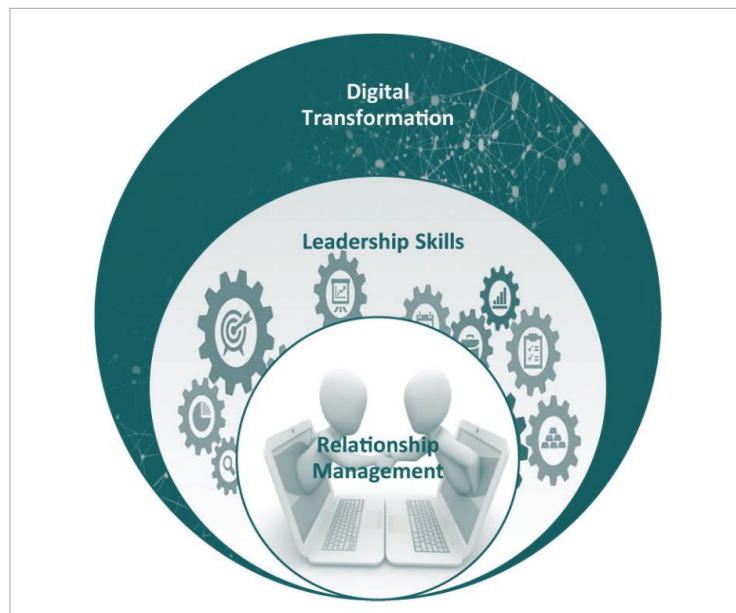 Digital
Transformation
Leadership Skills
Relationship
Management